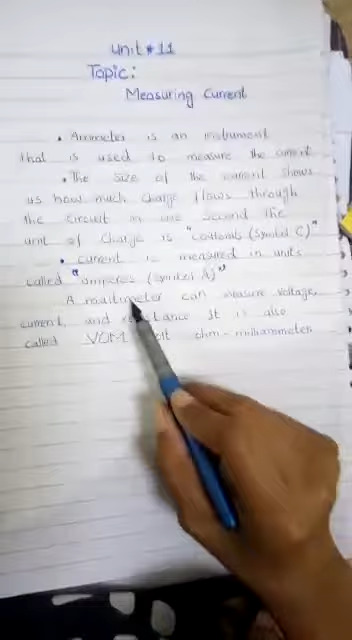 Unit # 11
Topic:
Measuring Current
• Ammeter is an instrument
that is used to measure the current
• The size of the current shows
us how much charge flows through
the circuit in one second the
unit of charge is "coulombs (symbol C)"
• current is measured in units
called "amperes (symbol A)"
A multimeter can measure voltage,
current, and resistance It is also
called VOM ohm-milliammeter